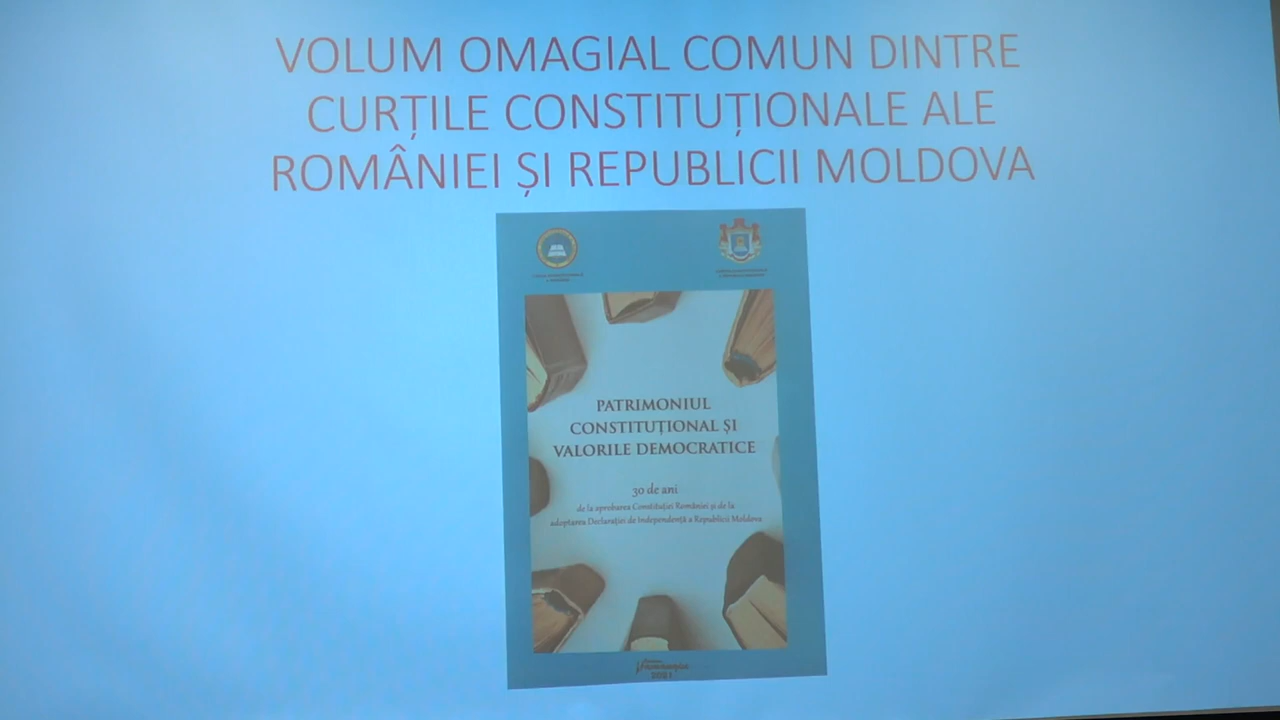 VOLUM OMAGIAL COMUN DINTRE
CURȚILE CONSTITUȚIONALE ALE
ROMÂNIEI ȘI REPUBLICII MOLDOVA
PATRIMONIUL
CONSTITUȚIONAL ȘI
VALORILE DEMOCRATICE
30 de ani
de la aprobarea Constituției României și de la
adoptarea Declarației de Independență a Republicii Moldova
2021